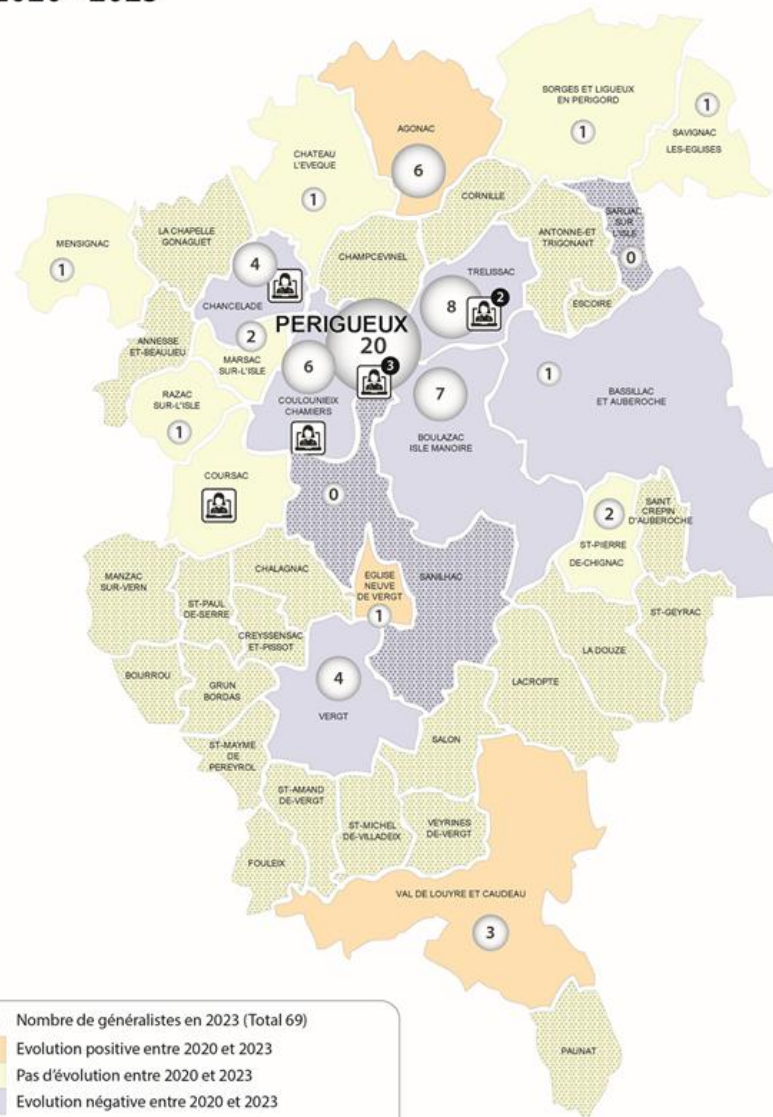 SORGES ET LIGUEUX
EN PERIGORD
1
1
SAVIGNAC
LES-EGLISES
AGONAC
6
CHATEAU
L'EVEQUE
1
CORNILLE
MENSIGNAC
1
LA CHAPELLE
GONAGUET
CHAMPCEVINEL
ANTONNE-ET
TRIGONANT
SARLIAC
SUR
L'ISLE
0
4
CHANCELADE
TRELISSAC
8
2
ESCOIRE
PERIGUEUX
20
3
ANNESSE
ET-BEAULIEU
2
MARSAC
SUR-L'ISLE
6
COULOUNIEIX
CHAMIERS
7
BOULAZAC
ISLE MANOIRE
1
BASSILLAC
ET AUBEROCHE
RAZAC
SUR-L'ISLE
1
COURSAC
0
2
ST-PIERRE
DE-CHIGNAC
SAINT
CREPIN
D'AUBEROCHE
MANZAC
SUR-VERN
CHALAGNAC
EGLISE
NEUVE
DE VERGT
1
SANILHAC
ST-PAUL
DE-SERRE
CREYSSENSAC
ET-PISSOT
ST-GEYRAC
LA DOUZE
BOURROU
GRUN
BORDAS
4
VERGT
LACROPTE
ST-MAYME
DE
PEREYROL
SALON
ST-AMAND
DE-VERGT
ST-MICHEL
DE-VILLADEIX
VEYRINES
DE-VERGT
FOULEIX
VAL DE LOUYRE ET CAUDEAU
3
PAUNAT
Nombre de généralistes en 2023 (Total 69)
Evolution positive entre 2020 et 2023
Pas d'évolution entre 2020 et 2023
Evolution négative entre 2020 et 2023